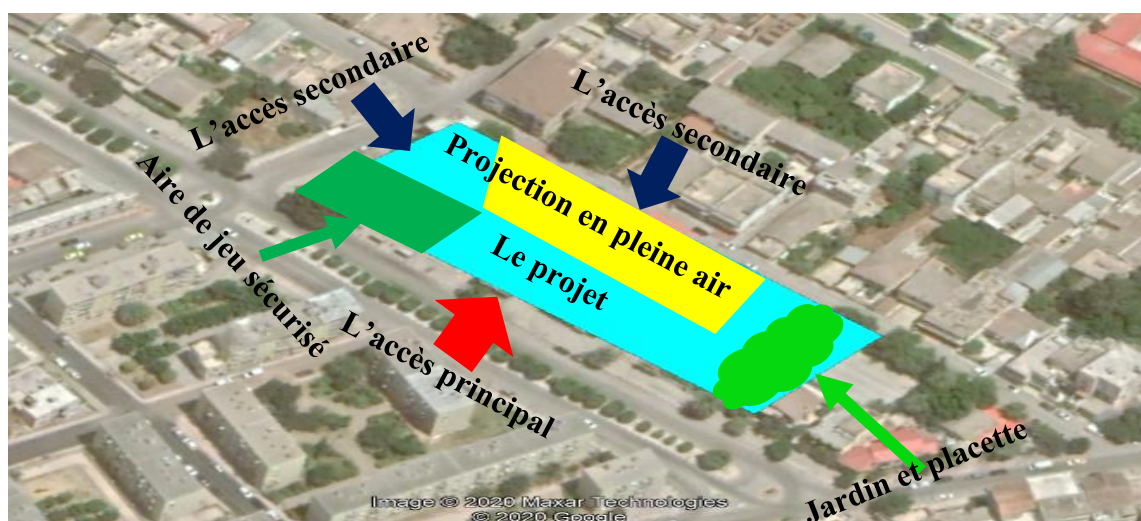 L’accès secondaire
L’accès secondaire
Projection en pleine air
Aire de jeu sécurisé
Le projet
L’accès principal
Jardin et placette
Image © 2020 Maxar Technologies
© 2020 Google